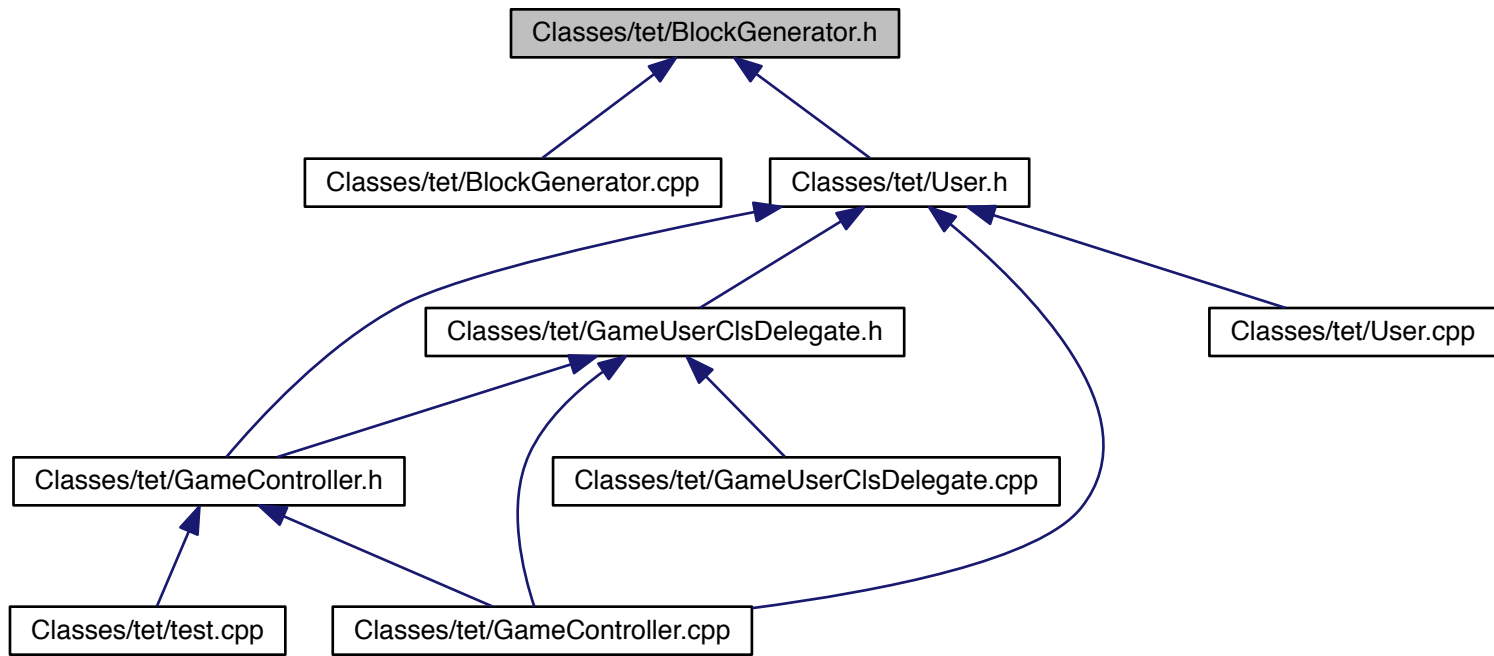 Classes/tet/BlockGenerator.h
Classes/tet/BlockGenerator.cpp
Classes/tet/User.h
Classes/tet/GameUserClsDelegate.h
Classes/tet/User.cpp
Classes/tet/GameController.h
Classes/tet/GameUserClsDelegate.cpp
Classes/tet/test.cpp
Classes/tet/GameController.cpp